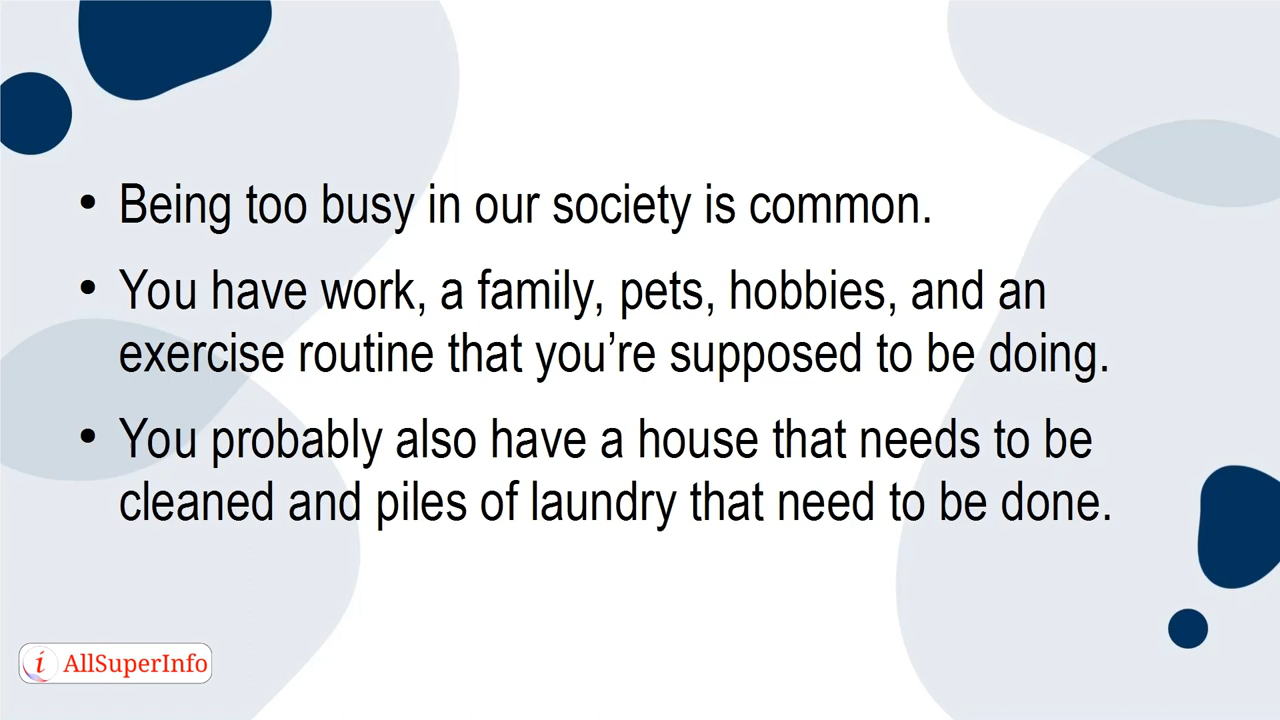 • Being too busy in our society is common.
• You have work, a family, pets, hobbies, and an
exercise routine that you’re supposed to be doing.
• You probably also have a house that needs to be
cleaned and piles of laundry that need to be done.
i AllSuperInfo